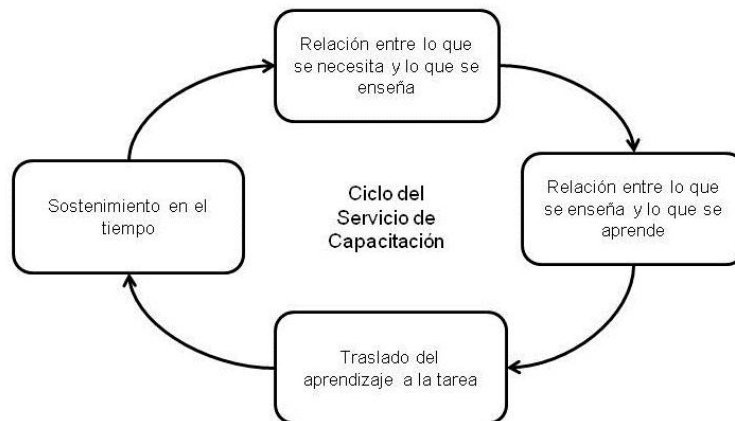 Relación entre lo que
se necesita y lo que se
enseña
Relación entre lo que
se enseña y lo que se
aprende
Traslado del
aprendizaje a la tarea
Sostenimiento en el
tiempo
Ciclo del
Servicio de
Capacitación